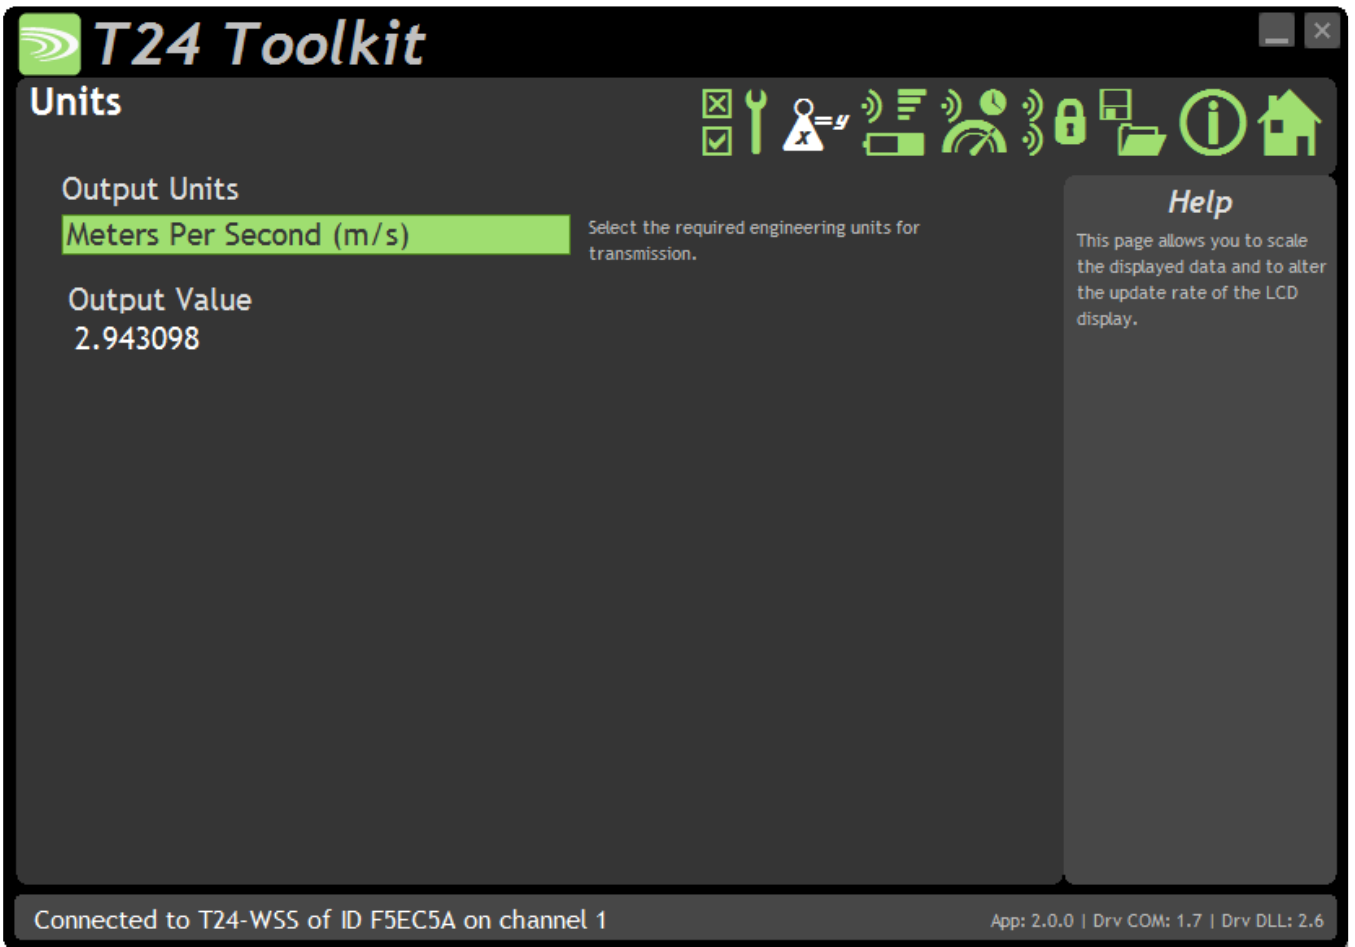 T24 Toolkit
Units
x=y
Output Units
Meters Per Second (m/s)
Select the required engineering units for
transmission.
Output Value
2.943098
Help
This page allows you to scale
the displayed data and to alter
the update rate of the LCD
display.
Connected to T24-WSS of ID F5EC5A on channel 1
App: 2.0.0 | Drv COM: 1.7 | Drv DLL: 2.6